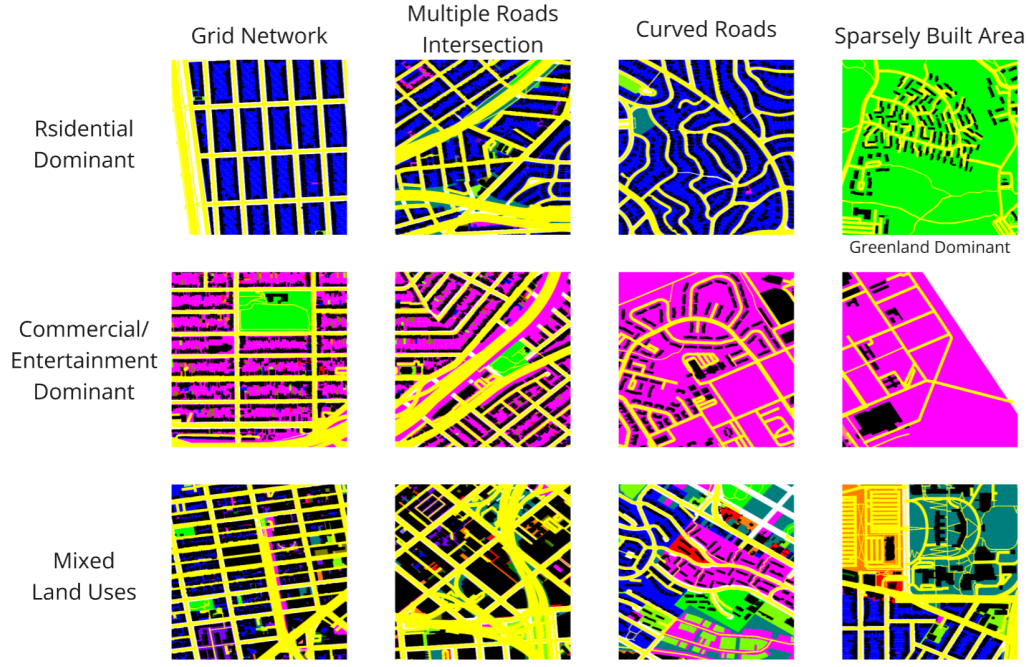 Grid Network
Multiple Roads
Intersection
Curved Roads
Sparsely Built Area
Rsidential
Dominant
Greenland Dominant
Commercial/
Entertainment
Dominant
Mixed
Land Uses